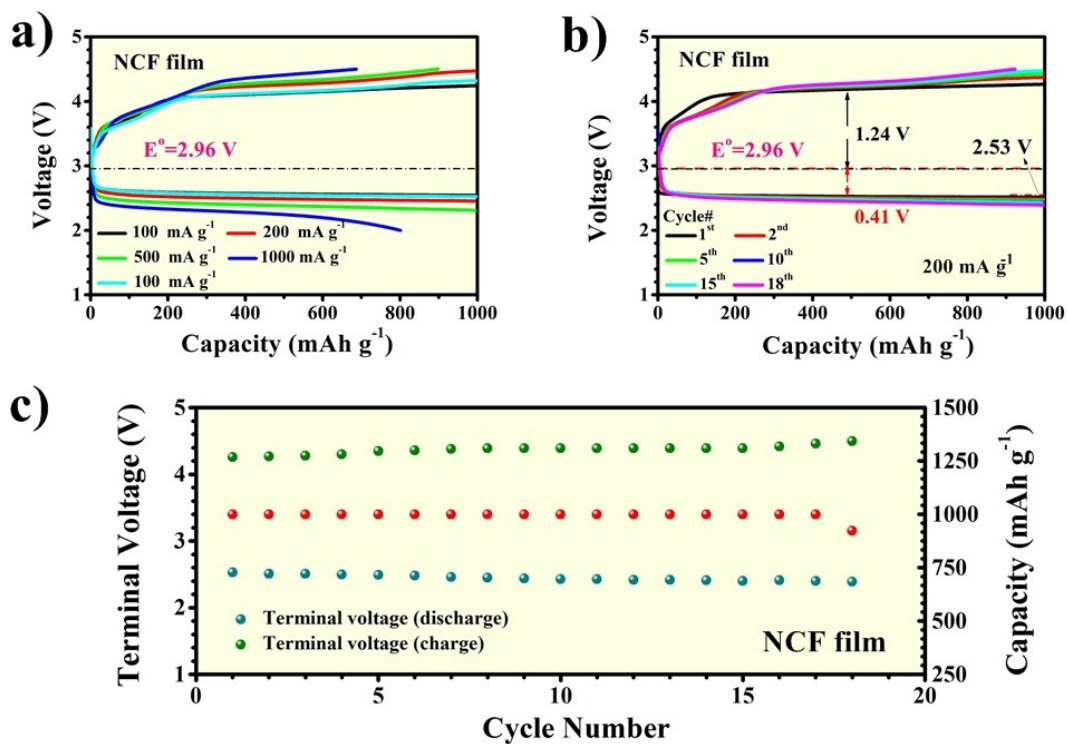 a)
NCF film
E°=2.96 V
100 mA g⁻¹ 200 mA g⁻¹
500 mA g⁻¹ 1000 mA g⁻¹
100 mA g⁻¹
5
4
3
2
1
Voltage (V)
0 200 400 600 800 1000
Capacity (mAh g⁻¹)
b)
NCF film
1.24 V
E°=2.96 V
2.53 V
0.41 V
Cycle#
1st 2nd
5th 10th
15th 18th
200 mA g⁻¹
5
4
3
2
1
Voltage (V)
0 200 400 600 800 1000
Capacity (mAh g⁻¹)
c)
5
4
3
2
1
Terminal Voltage (V)
Terminal voltage (discharge)
Terminal voltage (charge)
NCF film
1500
1250
1000
750
500
250
Capacity (mAh g⁻¹)
0 5 10 15 20
Cycle Number